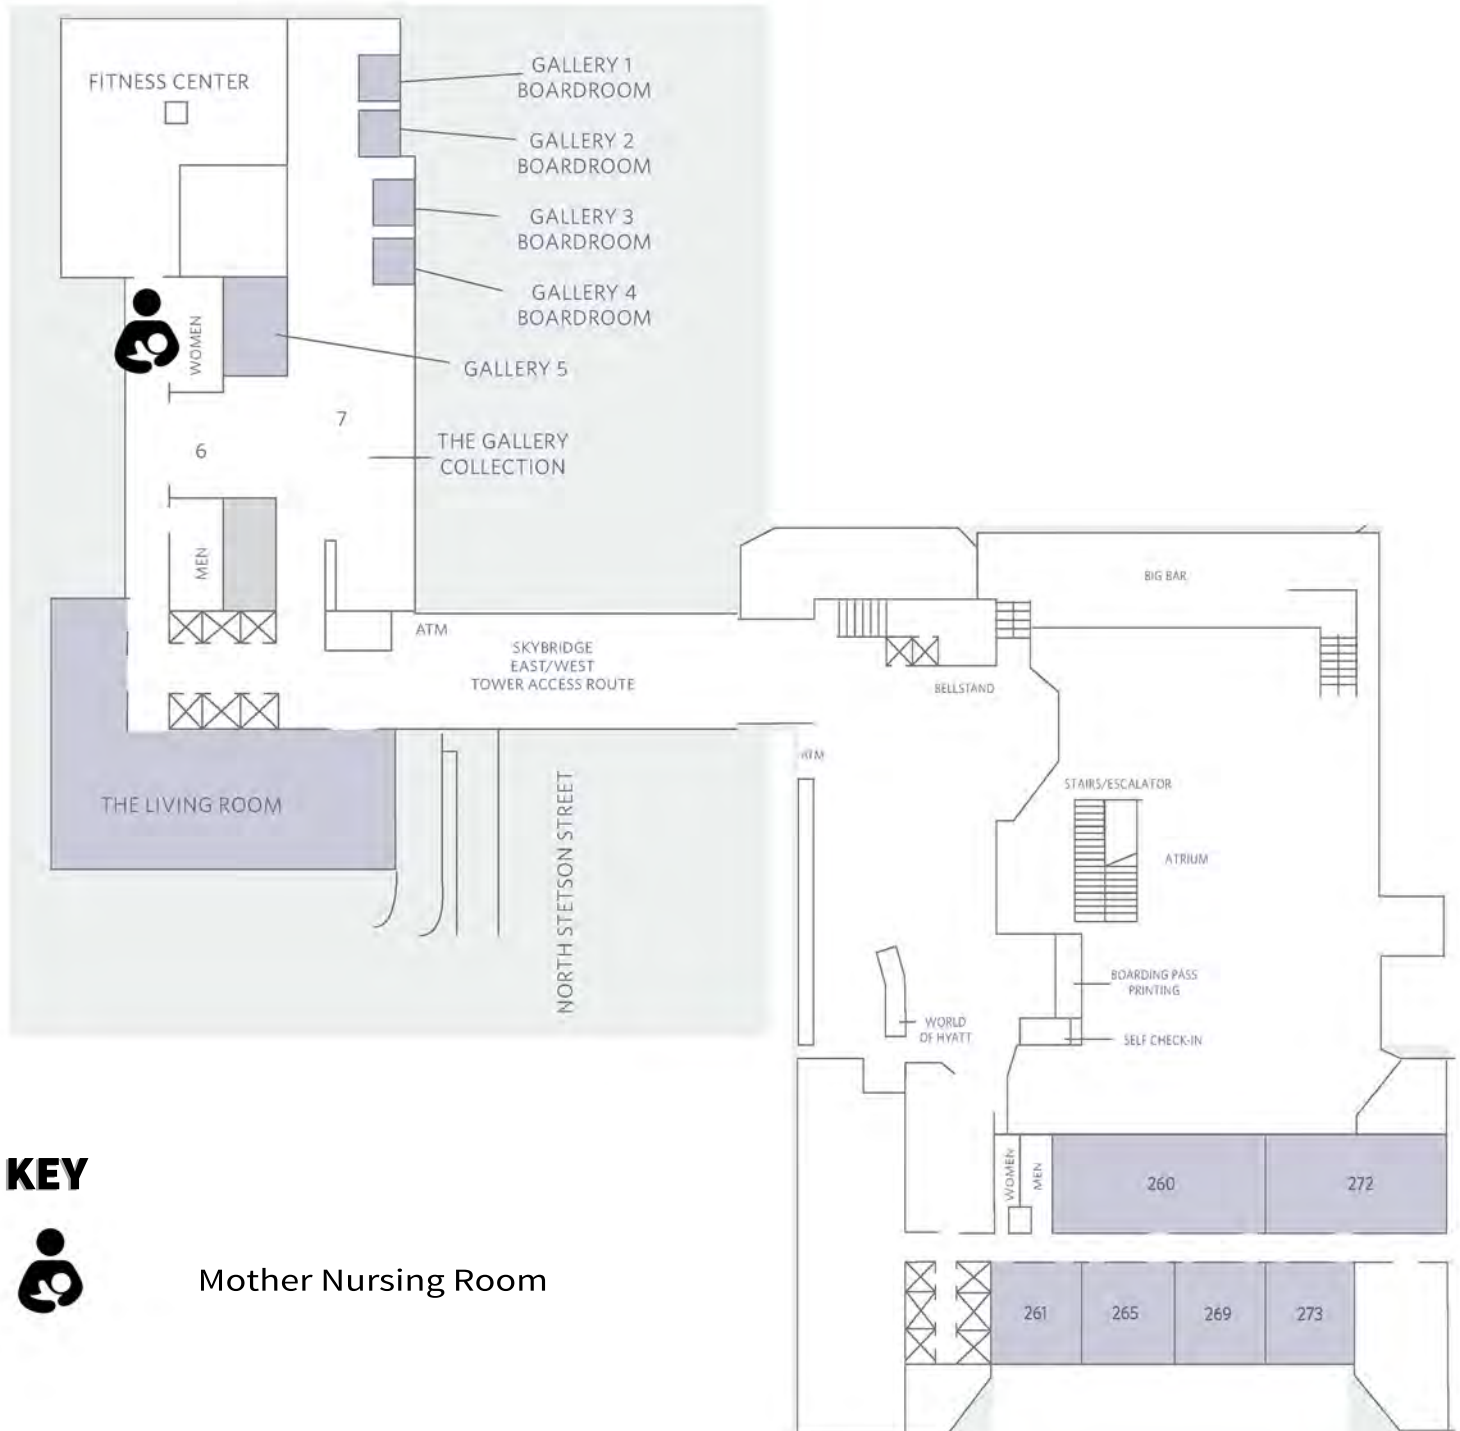 FITNESS CENTER
GALLERY 1
BOARDROOM
GALLERY 2
BOARDROOM
GALLERY 3
BOARDROOM
GALLERY 4
BOARDROOM
WOMEN
GALLERY 5
7
6
THE GALLERY
COLLECTION
MEN
ATM
SKYBRIDGE
EAST/WEST
TOWER ACCESS ROUTE
THE LIVING ROOM
NORTH STETSON STREET
BIG BAR
BELLSTAND
ATM
STAIRS/ESCALATOR
ATRIUM
BOARDING PASS
PRINTING
WORLD
OF HYATT
SELF CHECK-IN
WOMEN
MEN
260
272
261
265
269
273
KEY
Mother Nursing Room